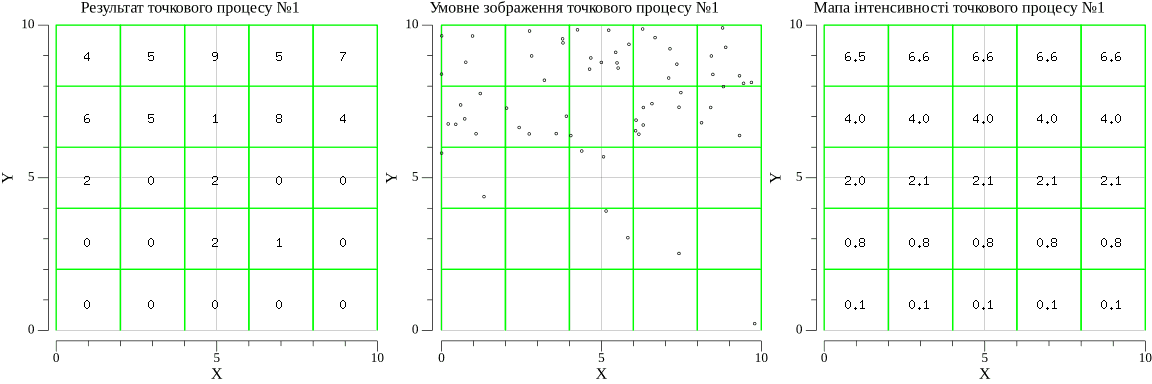 Результат точкового процесу №1
10
4 5 9 5 7
6 5 1 8 4
Y
5
2 0 2 0 0
0 0 2 1 0
0 0 0 0 0
0
0 5 10
X
Умовне зображення точкового процесу №1
10
Y
5
0
0 5 10
X
Мапа інтенсивності точкового процесу №1
10
6.5 6.6 6.6 6.6 6.6
4.0 4.0 4.0 4.0 4.0
Y
5
2.0 2.1 2.1 2.1 2.1
0.8 0.8 0.8 0.8 0.8
0.1 0.1 0.1 0.1 0.1
0
0 5 10
X